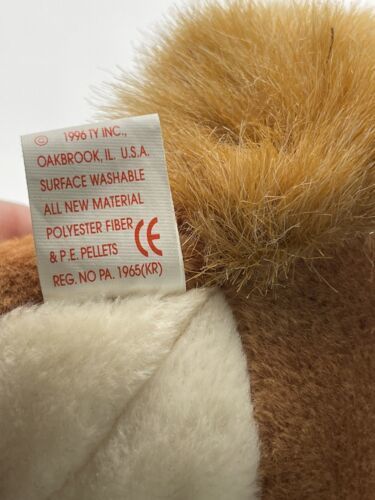 © 1996 TY INC.,
OAKBROOK, IL. U.S.A.
SURFACE WASHABLE
ALL NEW MATERIAL
POLYESTER FIBER
& P.E. PELLETS CE
REG. NO PA. 1965(KR)